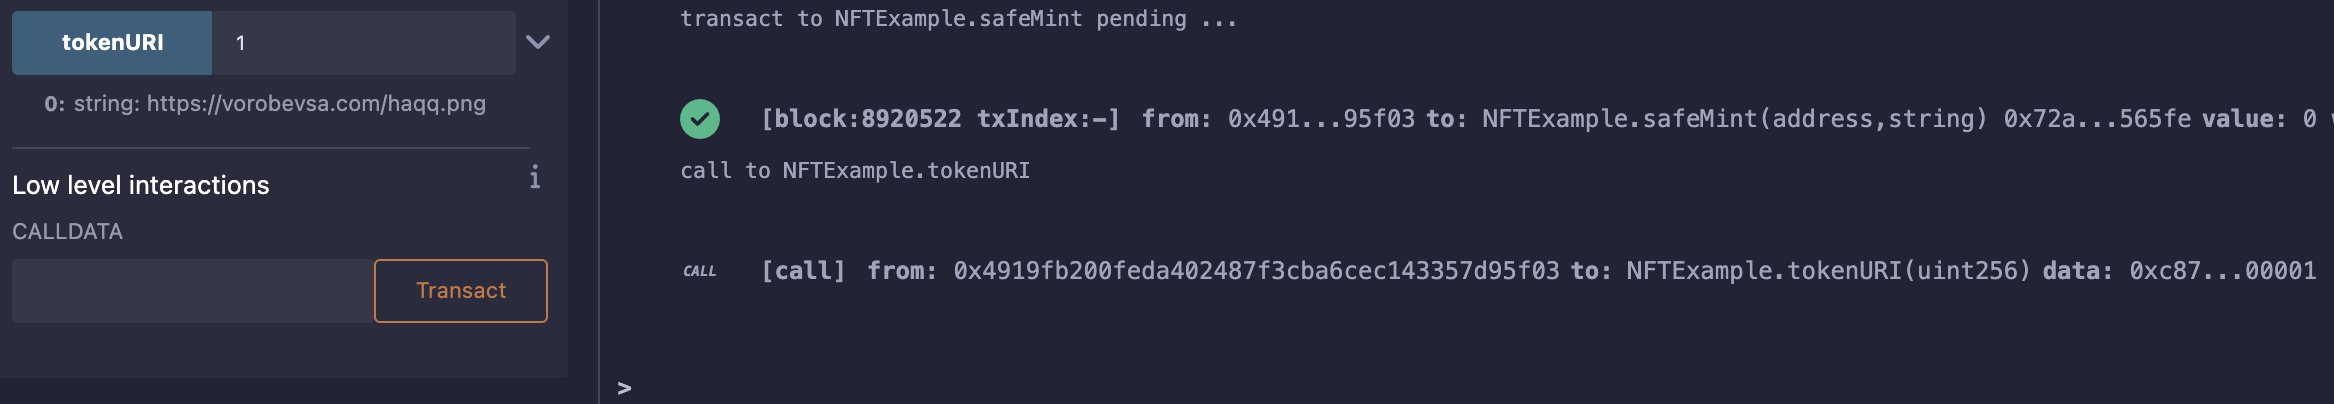 tokenURI 1
0: string: https://vorobevsa.com/haqq.png
Low level interactions
CALLDATA
Transact
transact to NFTExample.safeMint pending ...
[block:8920522 txIndex:-] from: 0x491...95f03 to: NFTExample.safeMint(address,string) 0x72a...565fe value: 0
call to NFTExample.tokenURI
CALL [call] from: 0x4919fb200feda402487f3cba6cec143357d95f03 to: NFTExample.tokenURI(uint256) data: 0xc87...00001
>